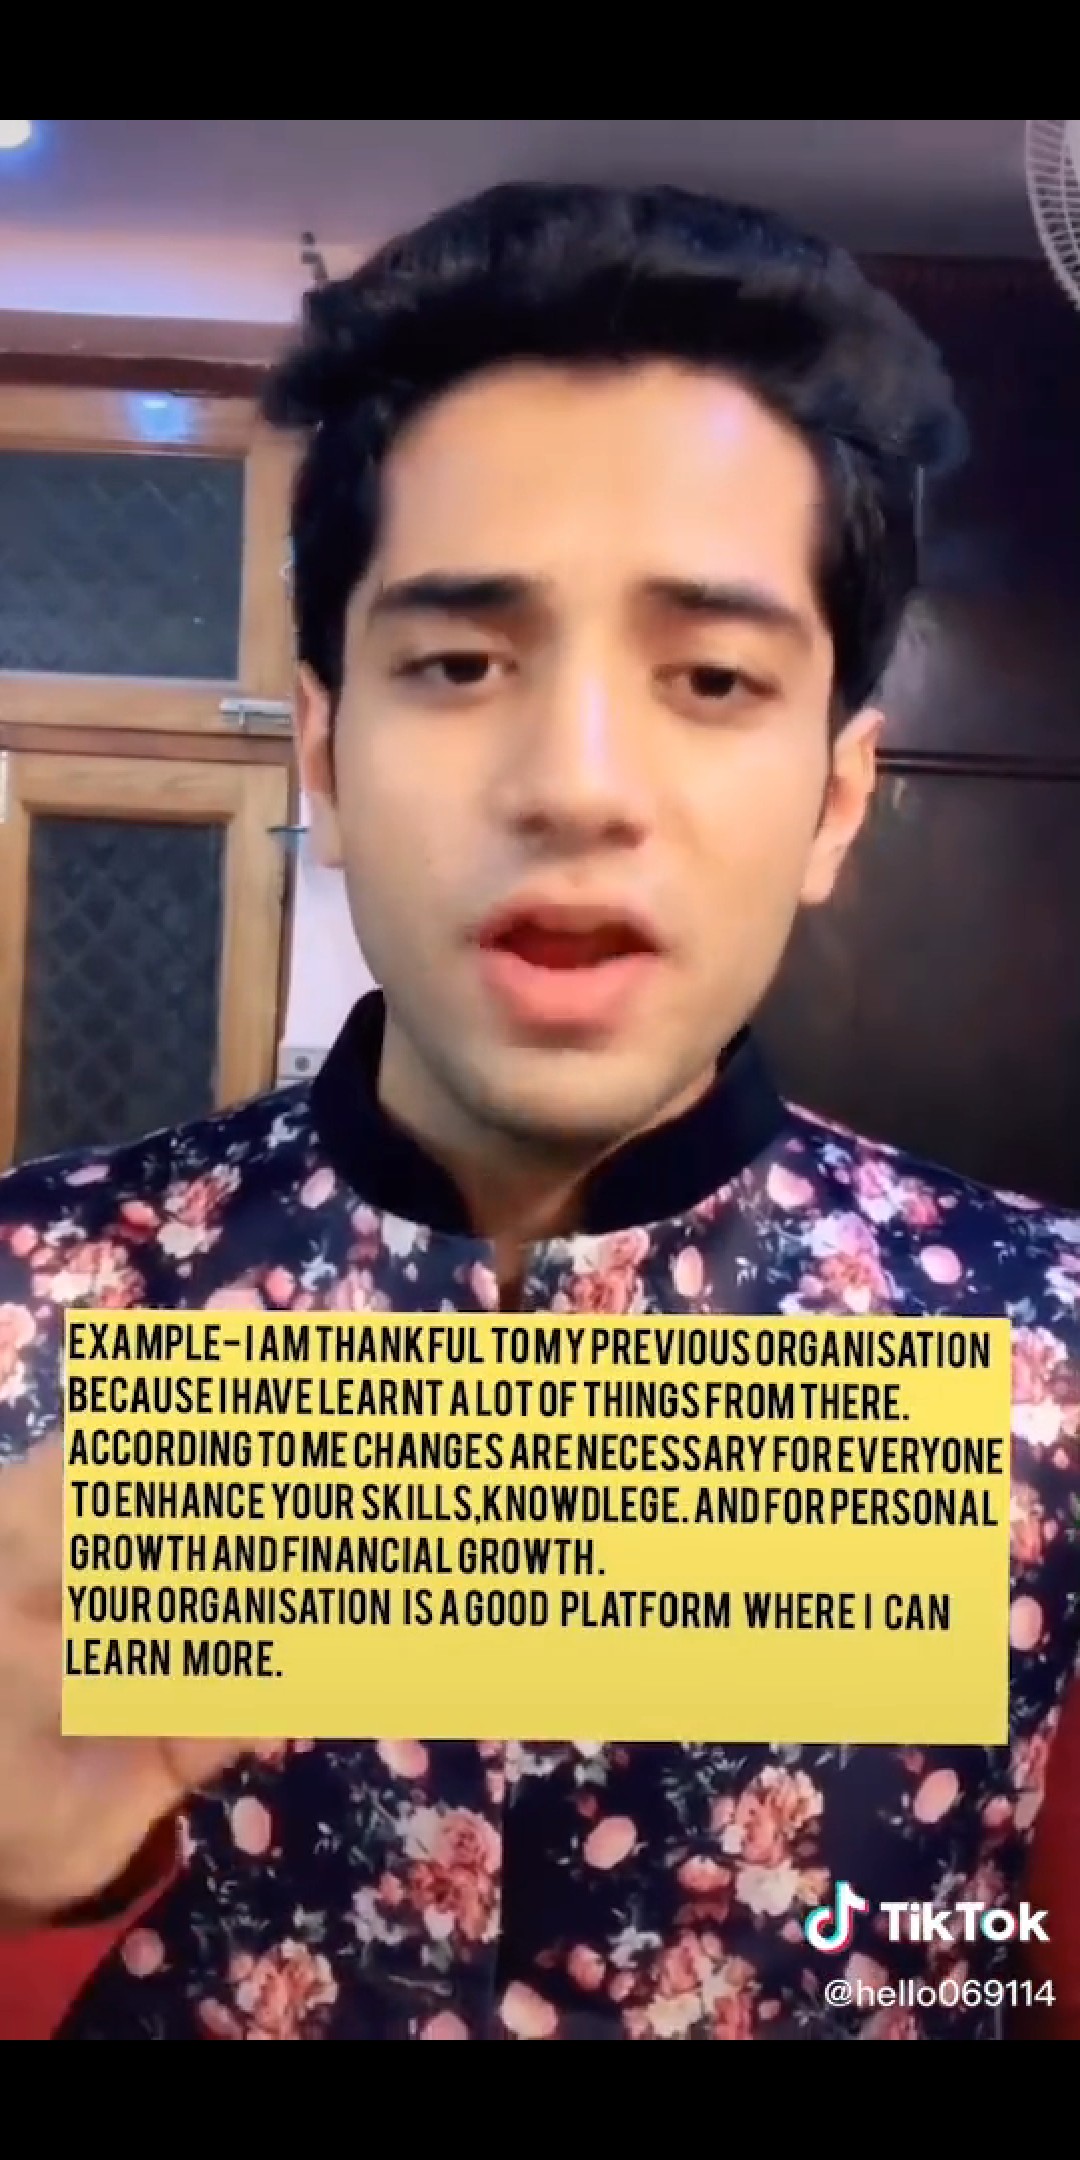 EXAMPLE-I AM THANKFUL TO MY PREVIOUS ORGANISATION
BECAUSE I HAVE LEARNT A LOT OF THINGS FROM THERE.
ACCORDING TO ME CHANGES ARE NECESSARY FOR EVERYONE
TO ENHANCE YOUR SKILLS,KNOWDLEGE. AND FOR PERSONAL
GROWTH AND FINANCIAL GROWTH.
YOUR ORGANISATION IS A GOOD PLATFORM WHERE I CAN
LEARN MORE.
TikTok
@hello069114